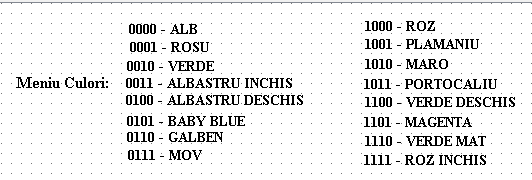 Meniu Culori:
0000 - ALB
0001 - ROSU
0010 - VERDE
0011 - ALBASTRU INCHIS
0100 - ALBASTRU DESCHIS
0101 - BABY BLUE
0110 - GALBEN
0111 - MOV
1000 - ROZ
1001 - PLAMANIU
1010 - MARO
1011 - PORTOCALIU
1100 - VERDE DESCHIS
1101 - MAGENTA
1110 - VERDE MAT
1111 - ROZ INCHIS